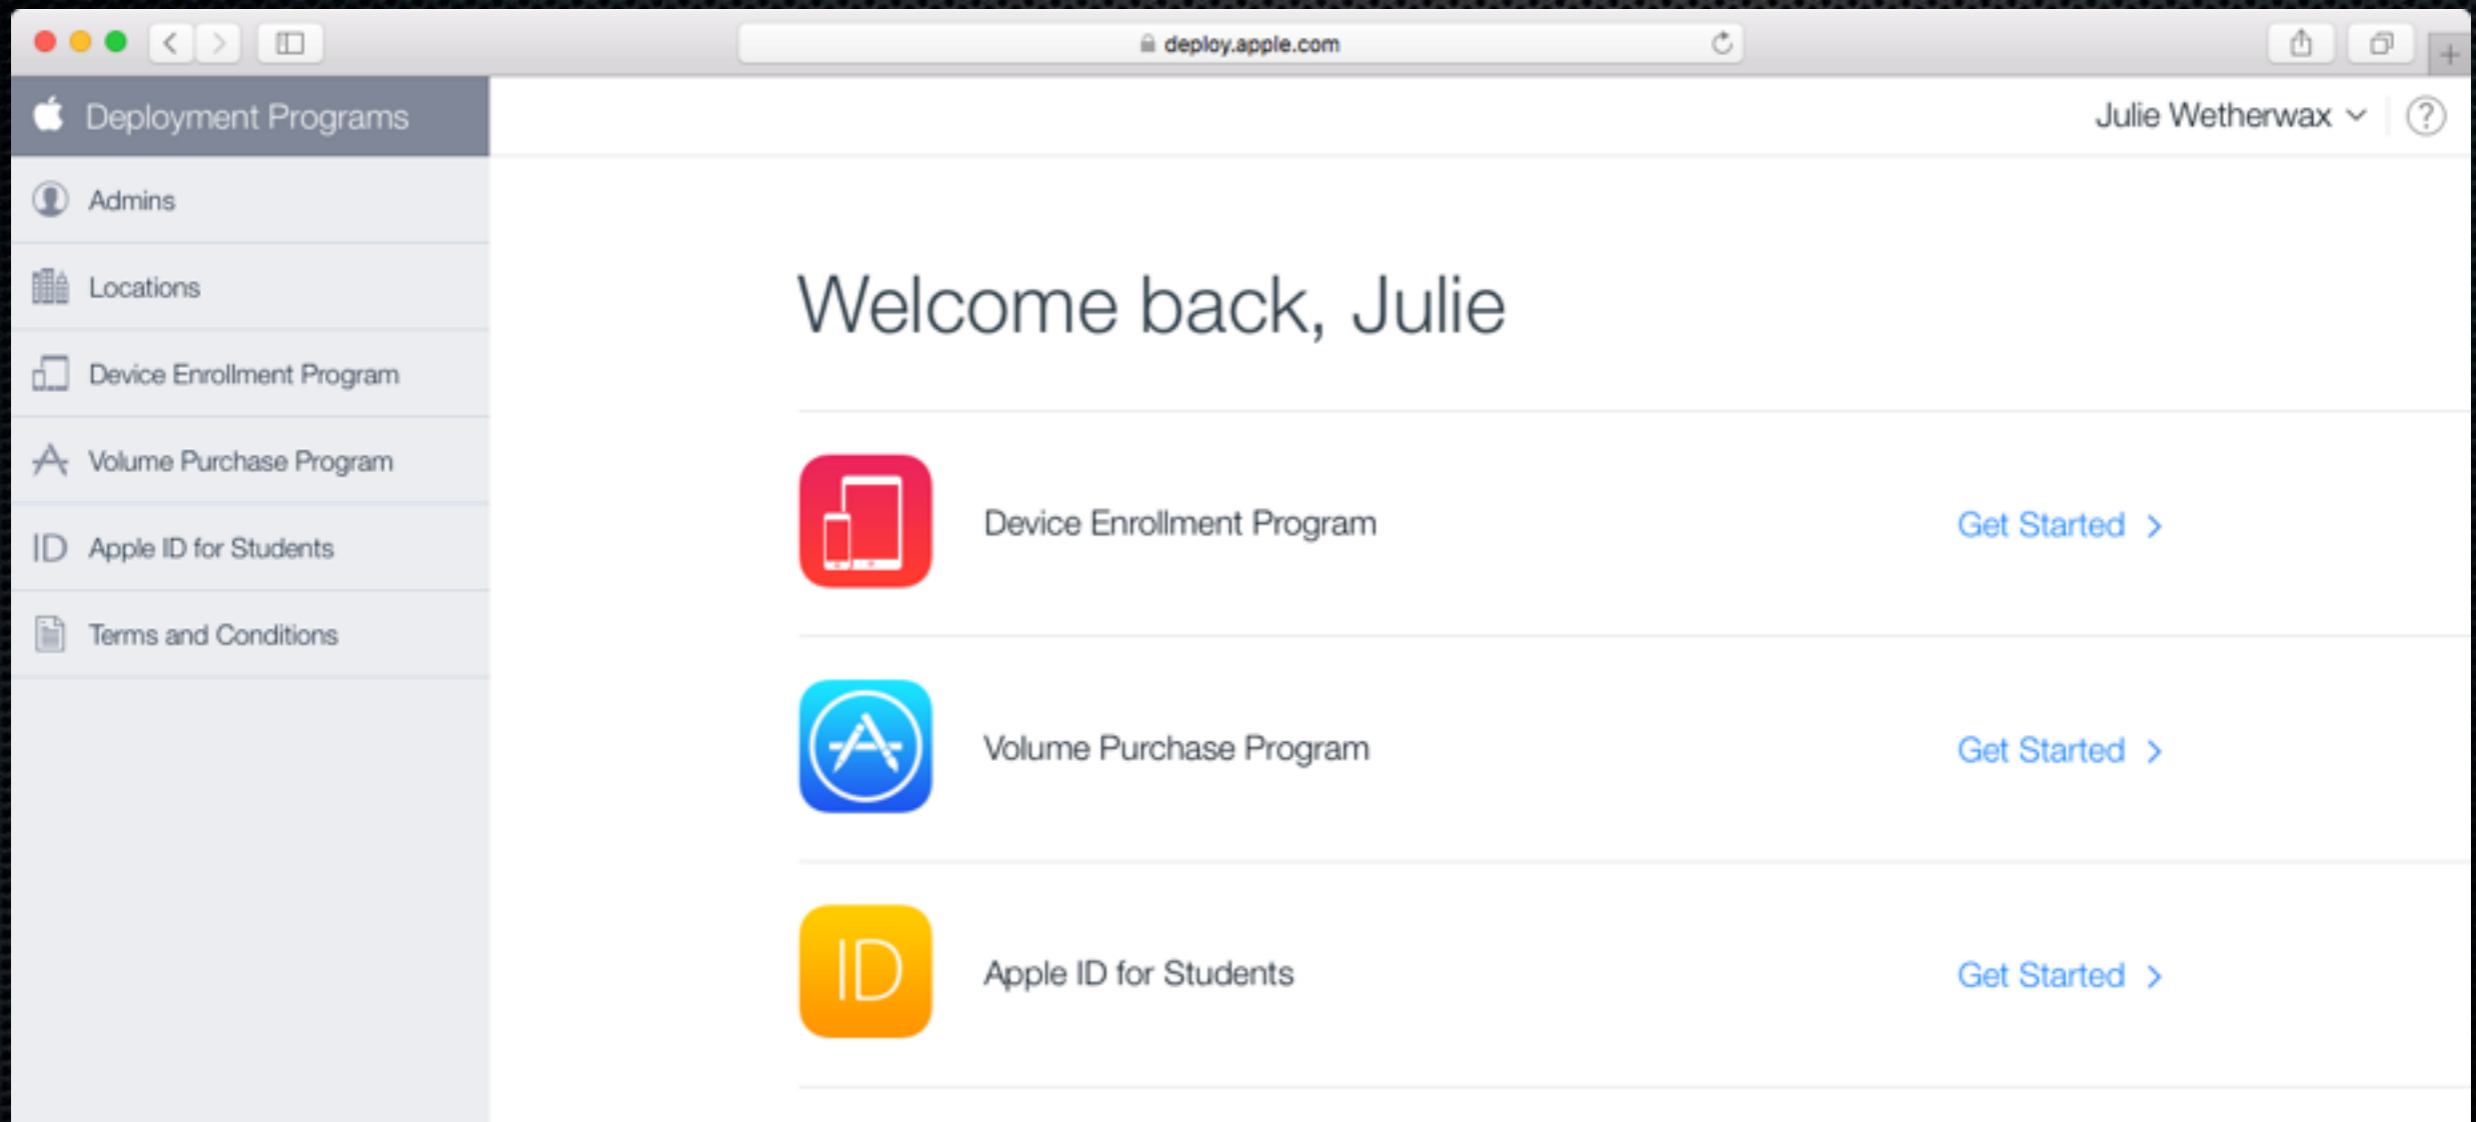 deploy.apple.com
Deployment Programs
Julie Wetherwax
?
Admins
Locations
Device Enrollment Program
Volume Purchase Program
ID Apple ID for Students
Terms and Conditions
Welcome back, Julie
Device Enrollment Program
Get Started >
Volume Purchase Program
Get Started >
ID
Apple ID for Students
Get Started >